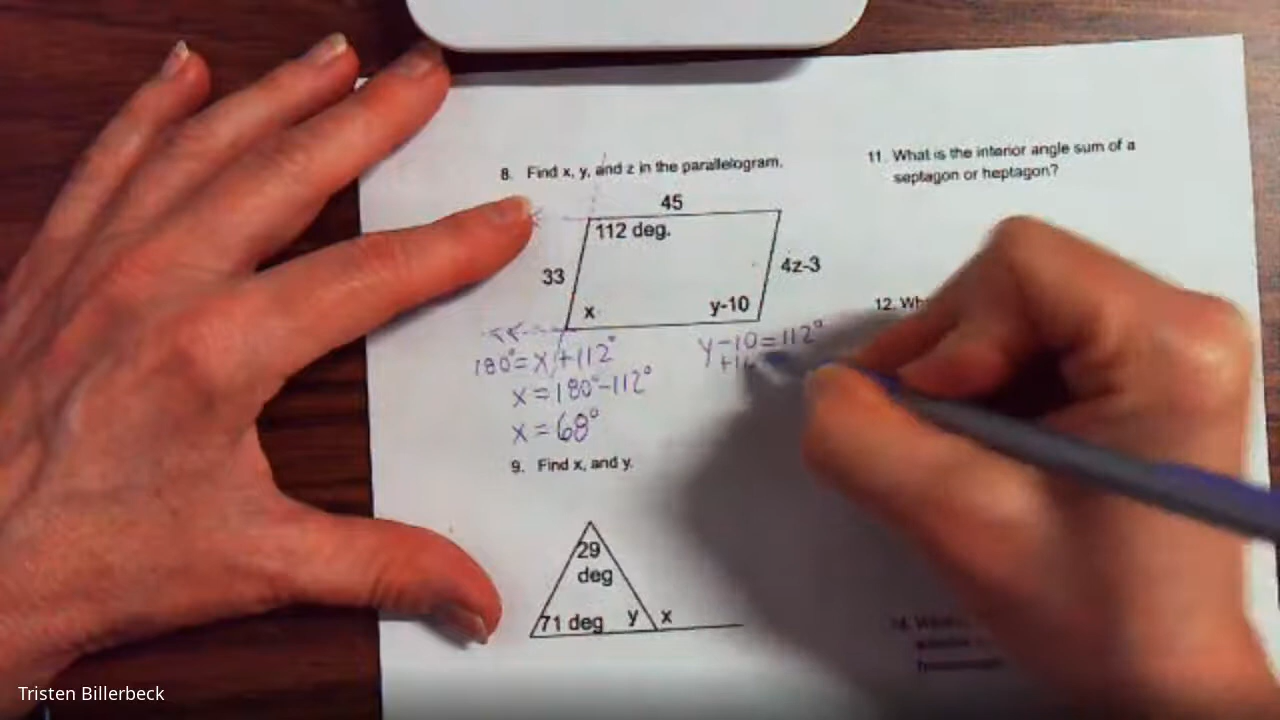 8. Find x, y, and z in the parallelogram.
45
112 deg.
33
4z-3
x
y-10
180°=x+112°
x=180°-112°
x=68°
y-10=112°
9. Find x, and y.
29
deg
71 deg
y
x
11. What is the interior angle sum of a
septagon or heptagon?
12.
Tristen Billerbeck